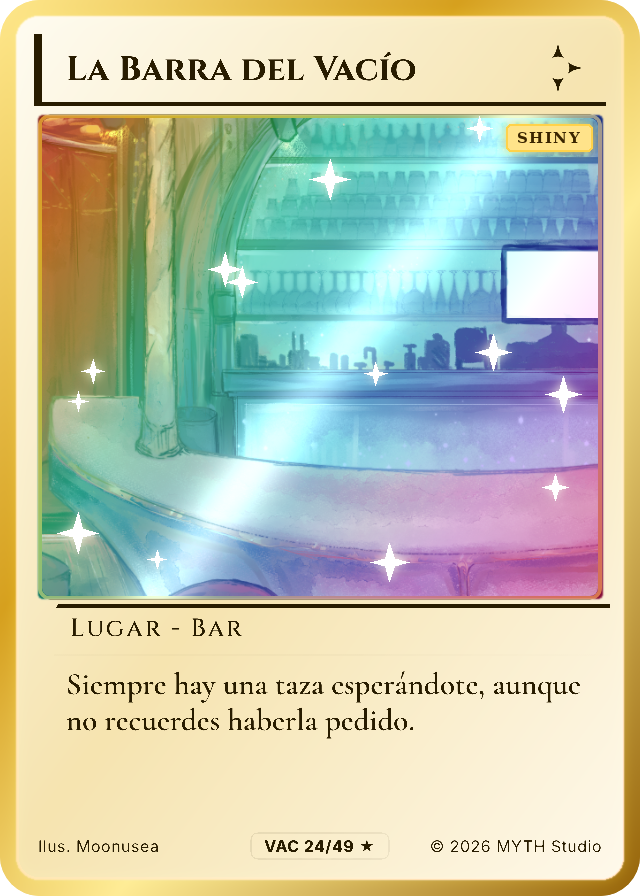 La Barra del Vacío
SHINY
Lugar - Bar
Siempre hay una taza esperándote, aunque
no recuerdes haberla pedido.
Ilus. Moonusea
VAC 24/49 ★
© 2026 MYTH Studio